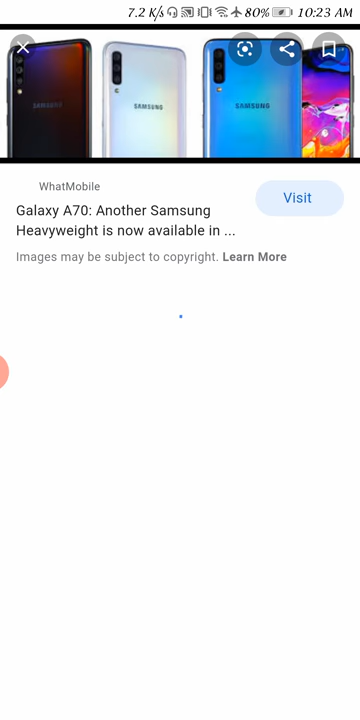 7.2 K/s 80% 10:23 AM
SAMSUNG SAMSUNG SAMSUNG
WhatMobile
Visit
Galaxy A70: Another Samsung
Heavyweight is now available in ...
Images may be subject to copyright. Learn More